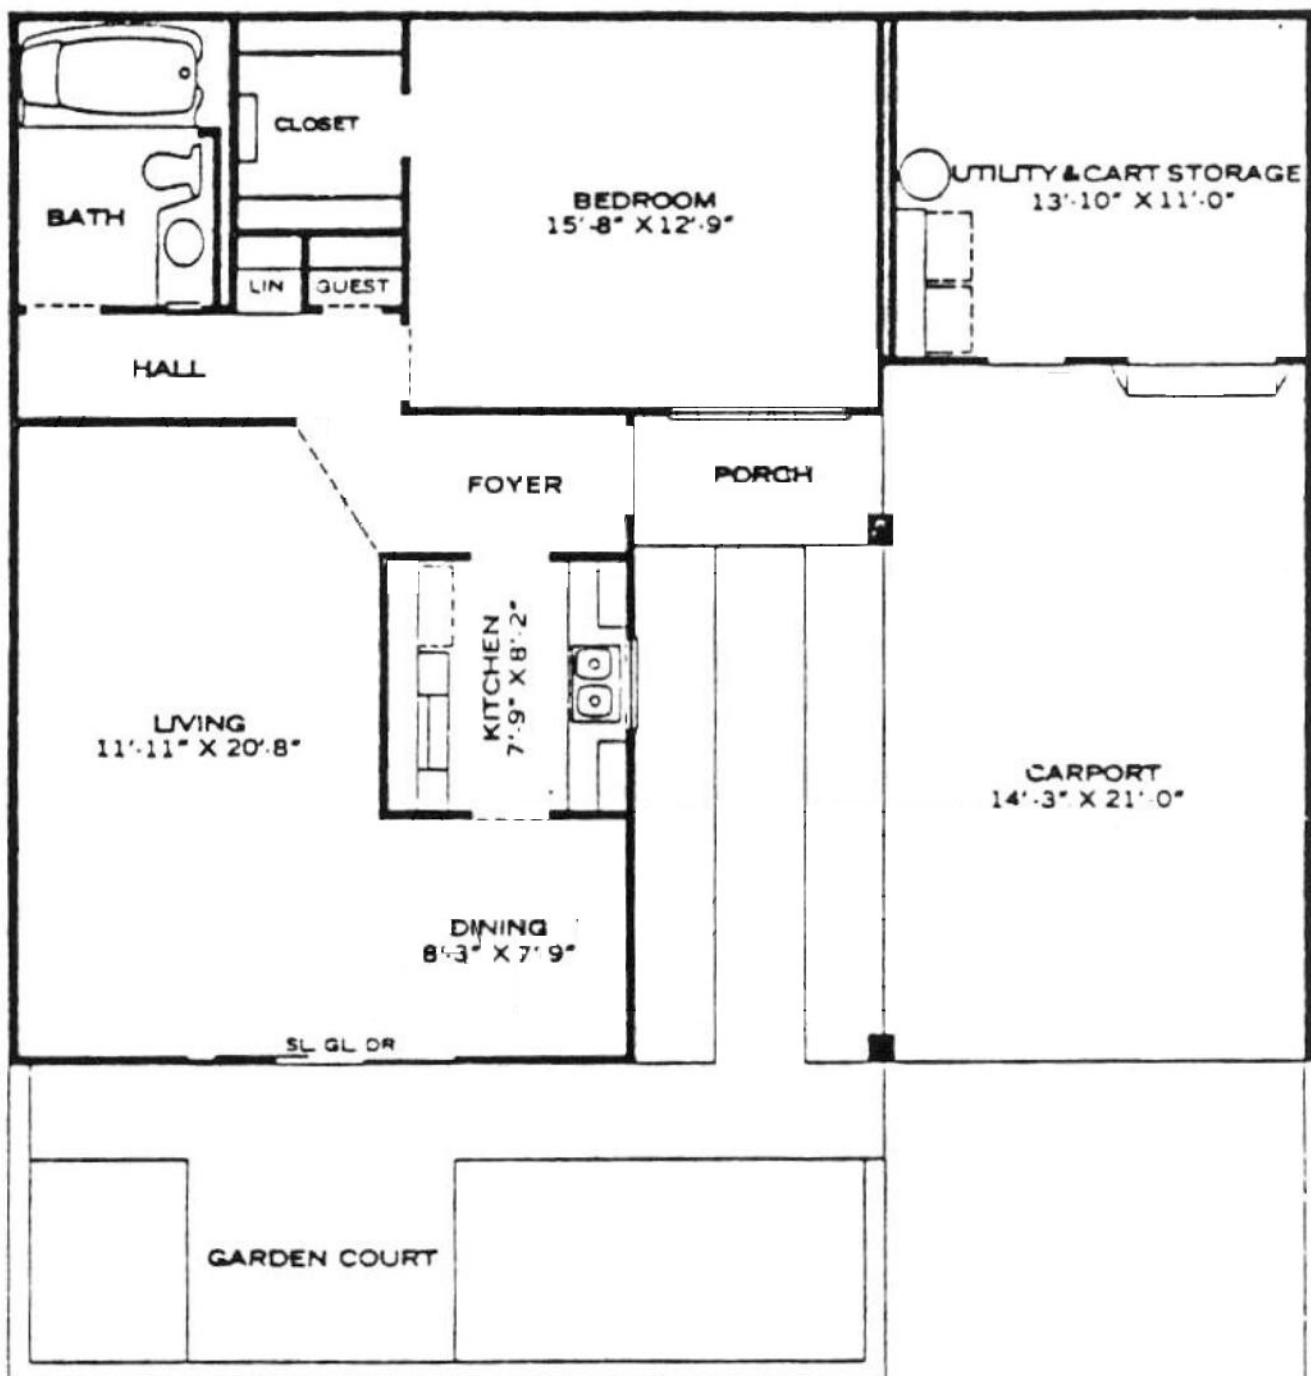 CLOSET
BATH
BEDROOM
15'-8" X 12'-9"
UTILITY & CART STORAGE
13'-10" X 11'-0"
LIN
GUEST
HALL
FOYER
PORCH
KITCHEN
7'-9" X 8'-2"
LIVING
11'-11" X 20'-8"
CARPORT
14'-3" X 21'-0"
DINING
8'-3" X 7'-9"
SL. GL. DR
GARDEN COURT